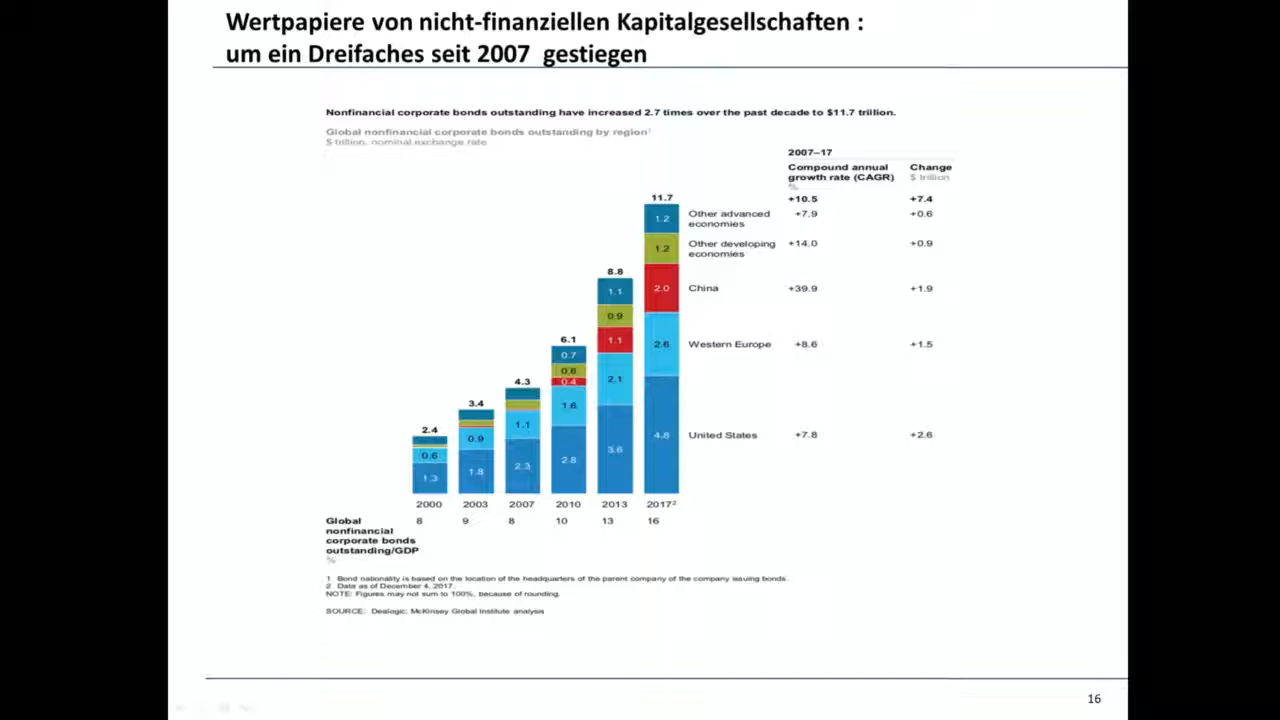 Wertpapiere von nicht-finanziellen Kapitalgesellschaften :
um ein Dreifaches seit 2007 gestiegen
Nonfinancial corporate bonds outstanding have increased 2.7 times over the past decade to $11.7 trillion.
Global nonfinancial corporate bonds outstanding by region¹
$ trillion, nominal exchange rate
2007–17
Compound annual growth rate (CAGR)
%
Change
$ trillion
+10.5 +7.4
Other advanced economies +7.9 +0.6
Other developing economies +14.0 +0.9
China +39.9 +1.9
Western Europe +8.6 +1.5
United States +7.8 +2.6
2.4
0.6
1.3
3.4
0.9
1.8
4.3
1.1
2.3
6.1
0.7
0.6
0.4
1.6
2.8
8.8
1.1
0.9
1.1
2.1
3.6
11.7
1.2
1.2
2.0
2.6
4.8
2000 2003 2007 2010 2013 2017²
Global nonfinancial corporate bonds outstanding/GDP
%
8 9 8 10 13 16
1 Bond nationality is based on the location of the headquarters of the parent company of the company issuing bonds.
2 Data as of December 4, 2017.
NOTE: Figures may not sum to 100%, because of rounding.
SOURCE: Dealogic; McKinsey Global Institute analysis
16